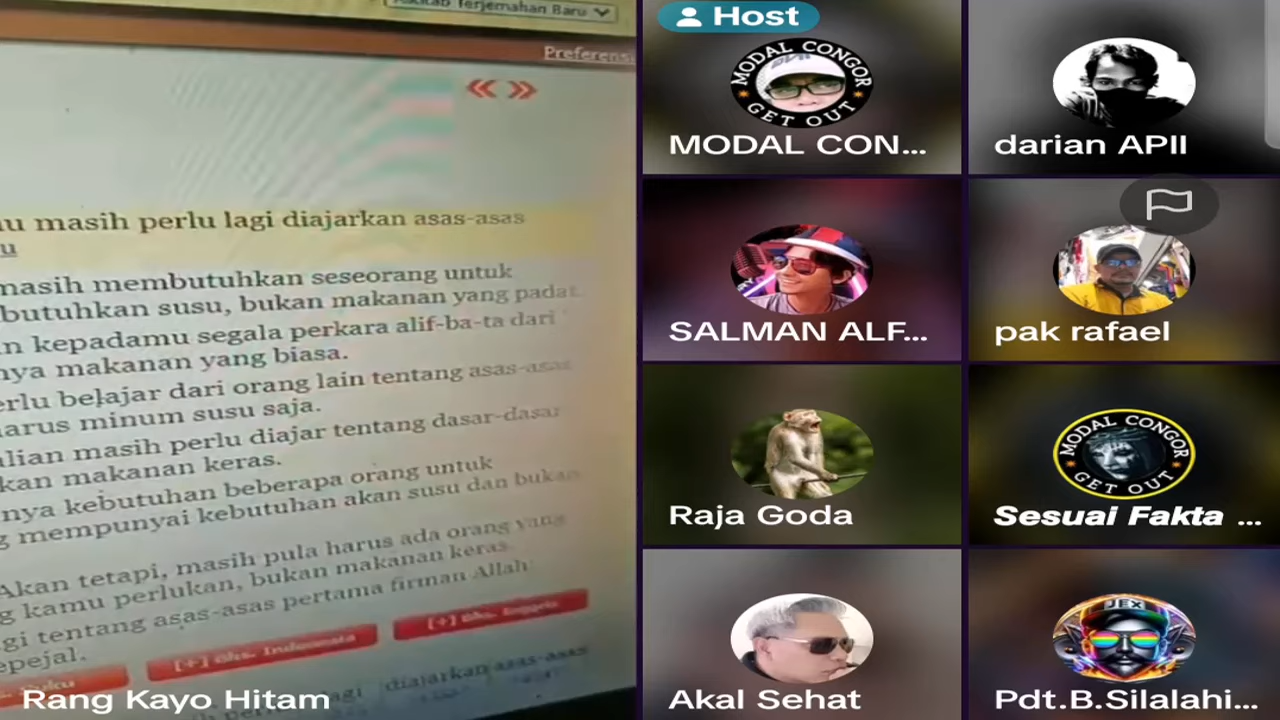 Terjemahan Baru
Preferensi
« »
masih perlu lagi diajarkan asas-asas
masih membutuhkan seseorang untuk
butuhkan susu, bukan makanan yang padat.
kepadamu segala perkara alif-ba-ta dari
nya makanan yang biasa.
erlu belajar dari orang lain tentang asas-asas
harus minum susu saja.
alian masih perlu diajar tentang dasar-dasar
kan makanan keras.
nya kebutuhan beberapa orang untuk
g mempunyai kebutuhan akan susu dan bukan
Akan tetapi, masih pula harus ada orang yang
g kamu perlukan, bukan makanan keras.
gi tentang asas-asas pertama firman Allah
epejal.
[+] Bhs. Indonesia
[+] Bhs. Inggris
lagi diajarkan asas-asas
Rang Kayo Hitam
Host
MODAL CONGOR
GET OUT
MODAL CON...
darian APII
SALMAN ALF...
pak rafael
Raja Goda
MODAL CONGOR
GET OUT
Sesuai Fakta ...
Akal Sehat
JEX
Pdt.B.Silalahi...